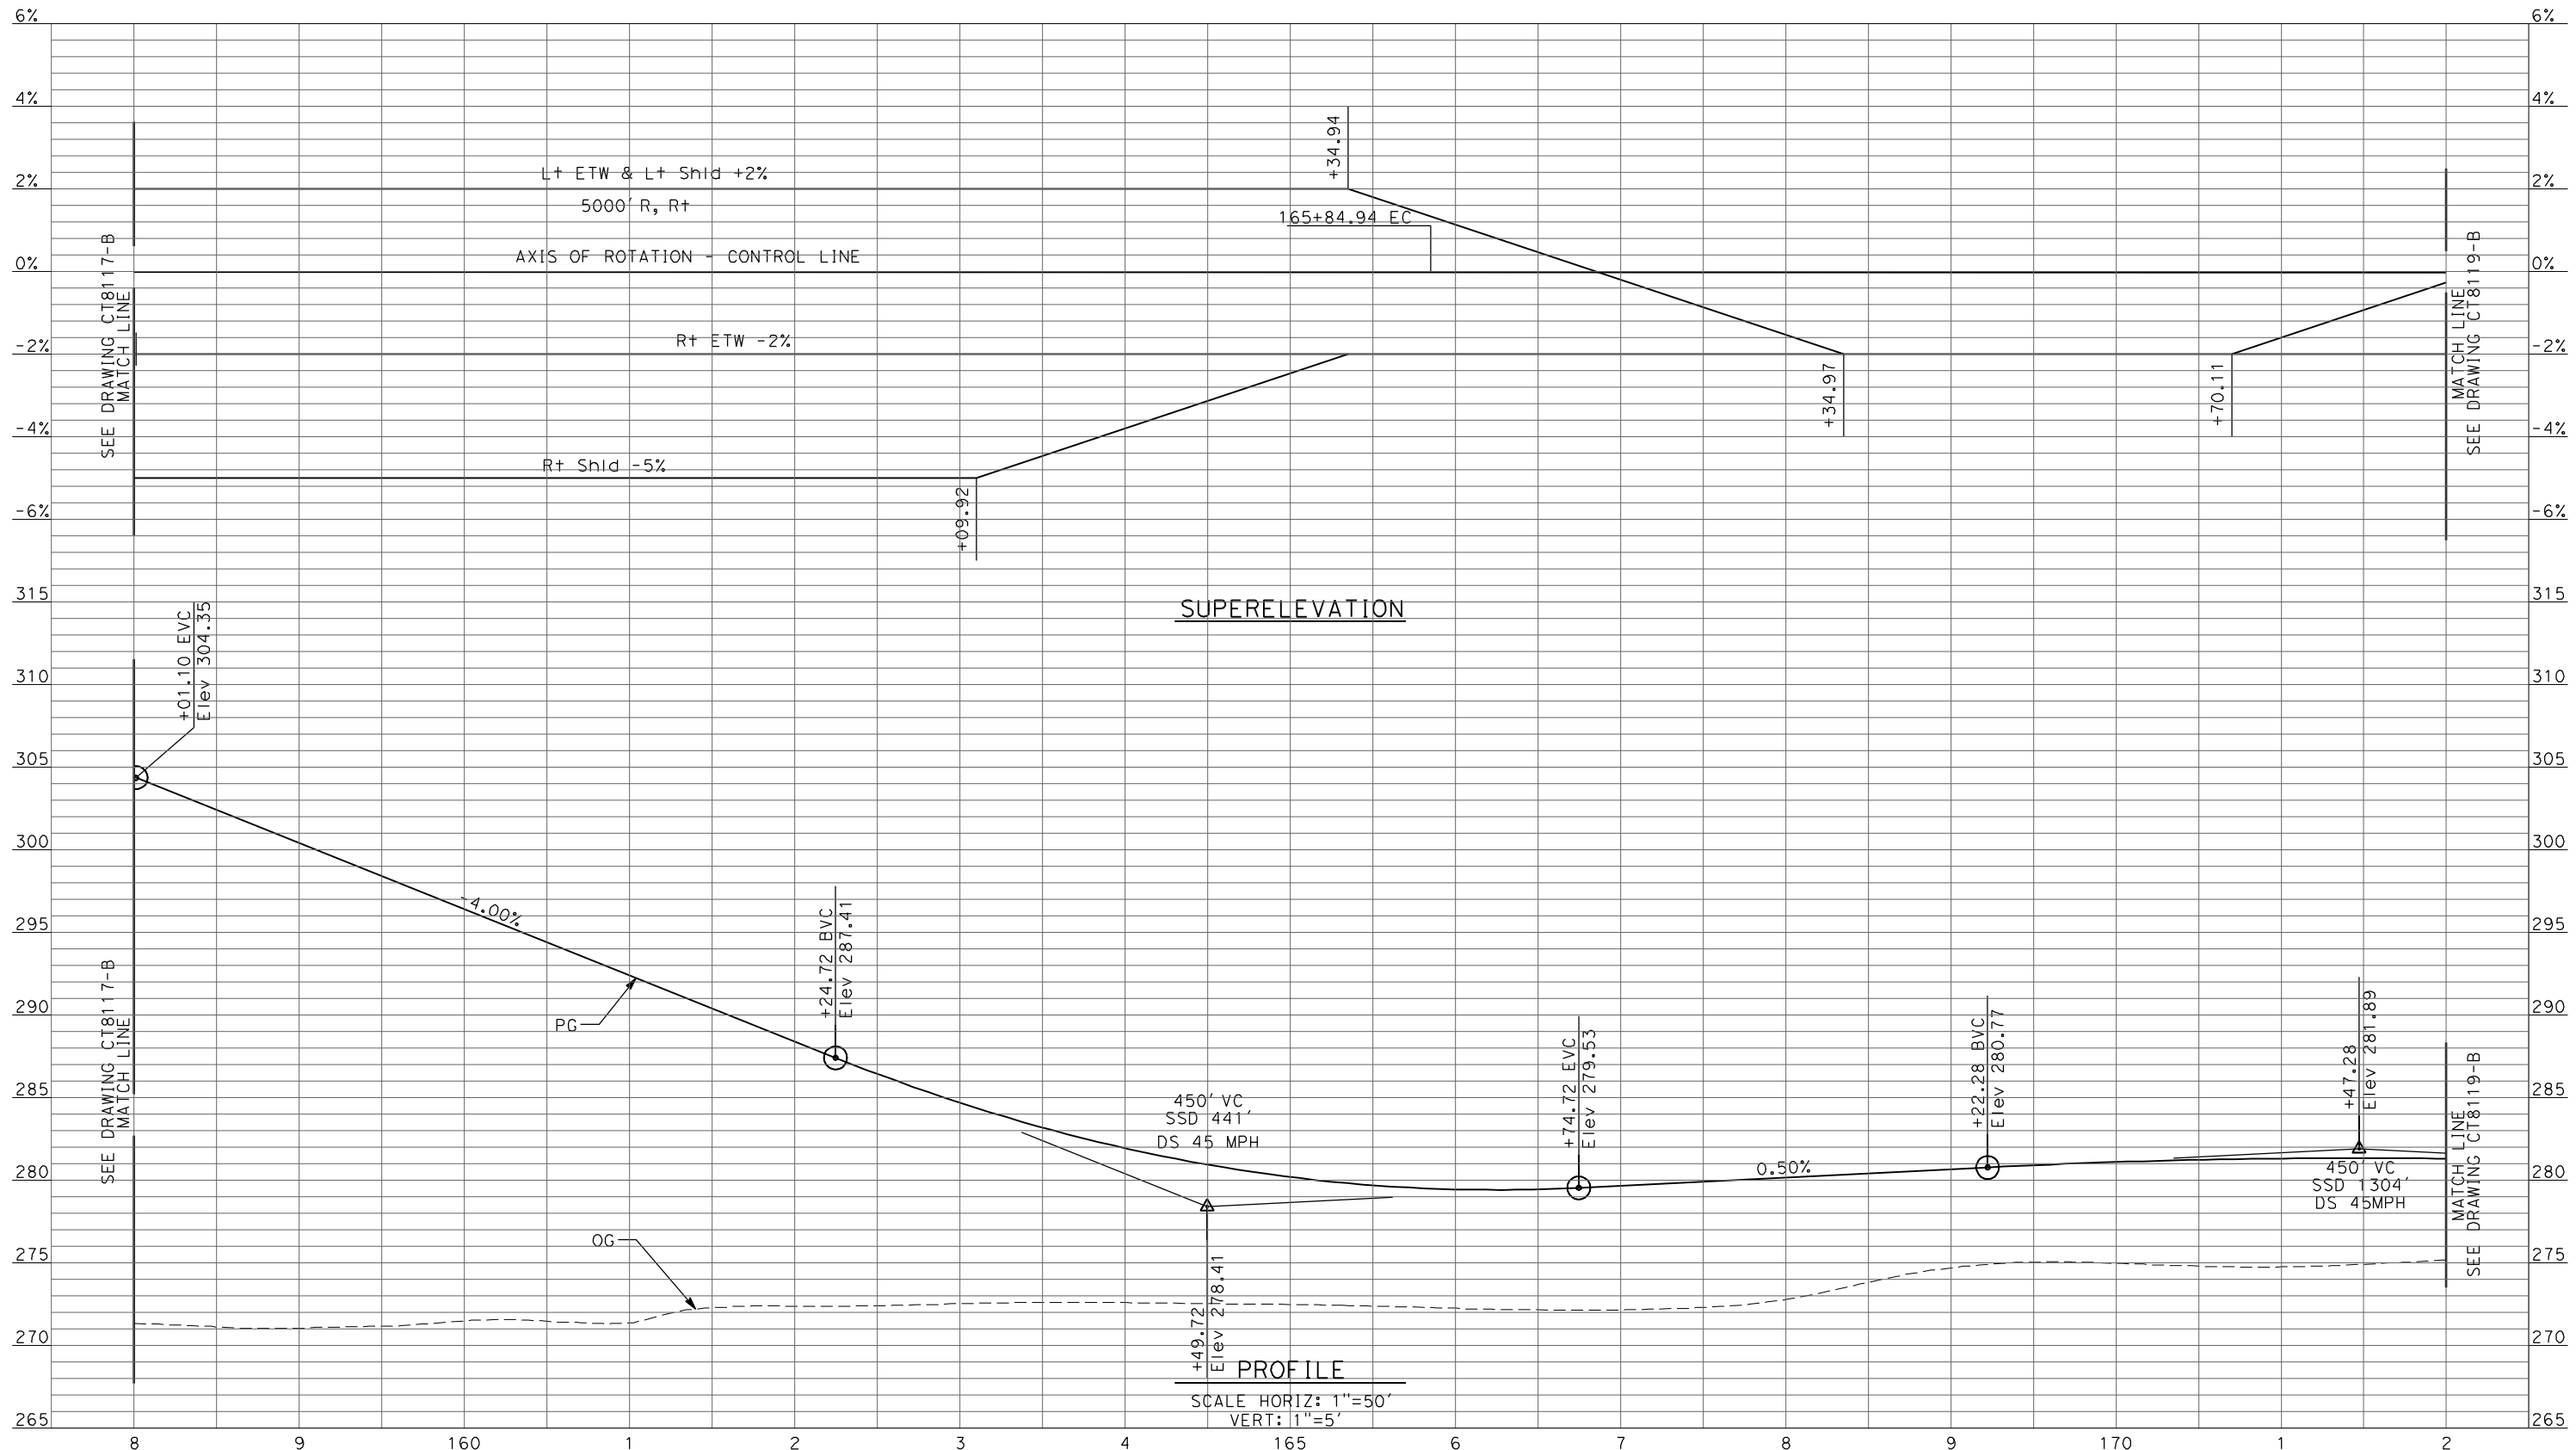 6% 6%
4% 4%
2% 2%
0% 0%
-2% -2%
-4% -4%
-6% -6%
+34.94
Lt ETW & Lt Shld +2%
5000' R, Rt
165+84.94 EC
AXIS OF ROTATION - CONTROL LINE
SEE DRAWING CT8117-B
MATCH LINE
MATCH LINE
SEE DRAWING CT8119-B
Rt ETW -2%
+34.97
+70.11
Rt Shld -5%
+09.92
SUPERELEVATION
315 315
310 310
305 305
300 300
295 295
290 290
285 285
280 280
275 275
270 270
265 265
+01.10 EVC
Elev 304.35
-4.00%
PG
+24.72 BVC
Elev 287.41
SEE DRAWING CT8117-B
MATCH LINE
450' VC
SSD 441'
DS 45 MPH
+74.72 EVC
Elev 279.53
0.50%
+22.28 BVC
Elev 280.77
+47.28
Elev 281.89
450' VC
SSD 1304'
DS 45MPH
MATCH LINE
SEE DRAWING CT8119-B
OG
+49.72
Elev 278.41
PROFILE
SCALE HORIZ: 1"=50'
VERT: 1"=5'
8 9 160 1 2 3 4 165 6 7 8 9 170 1 2